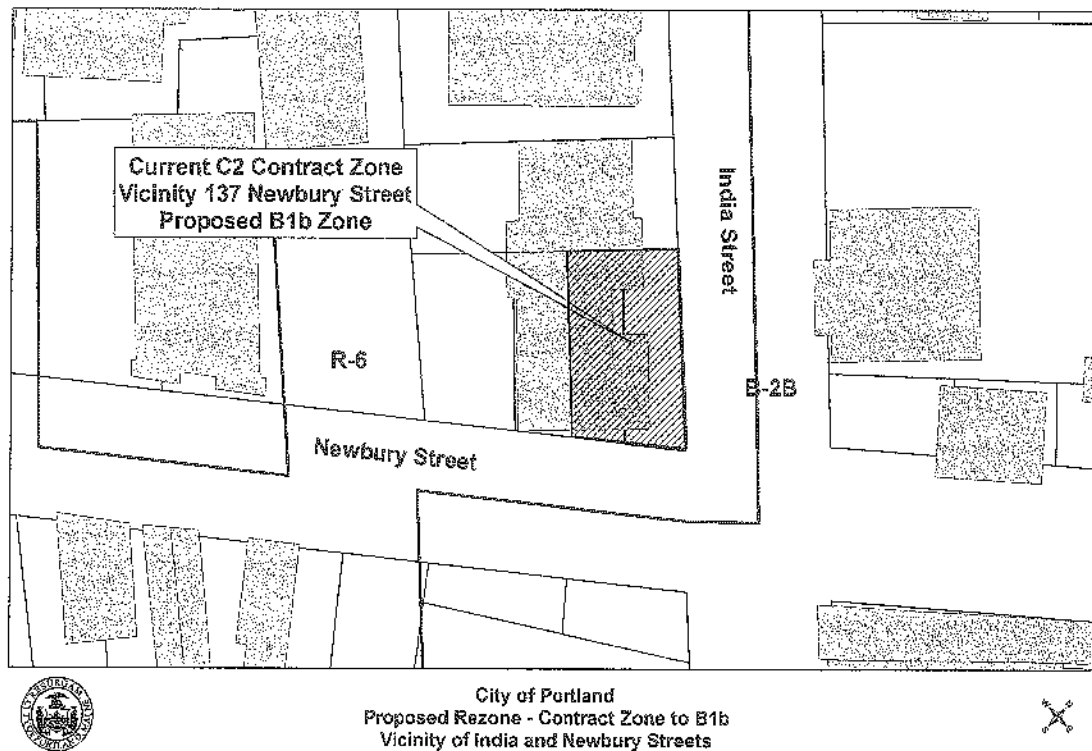 Current C2 Contract Zone
Vicinity 137 Newbury Street
Proposed B1b Zone
India Street
R-6
B-2B
Newbury Street
City of Portland
Proposed Rezone - Contract Zone to B1b
Vicinity of India and Newbury Streets